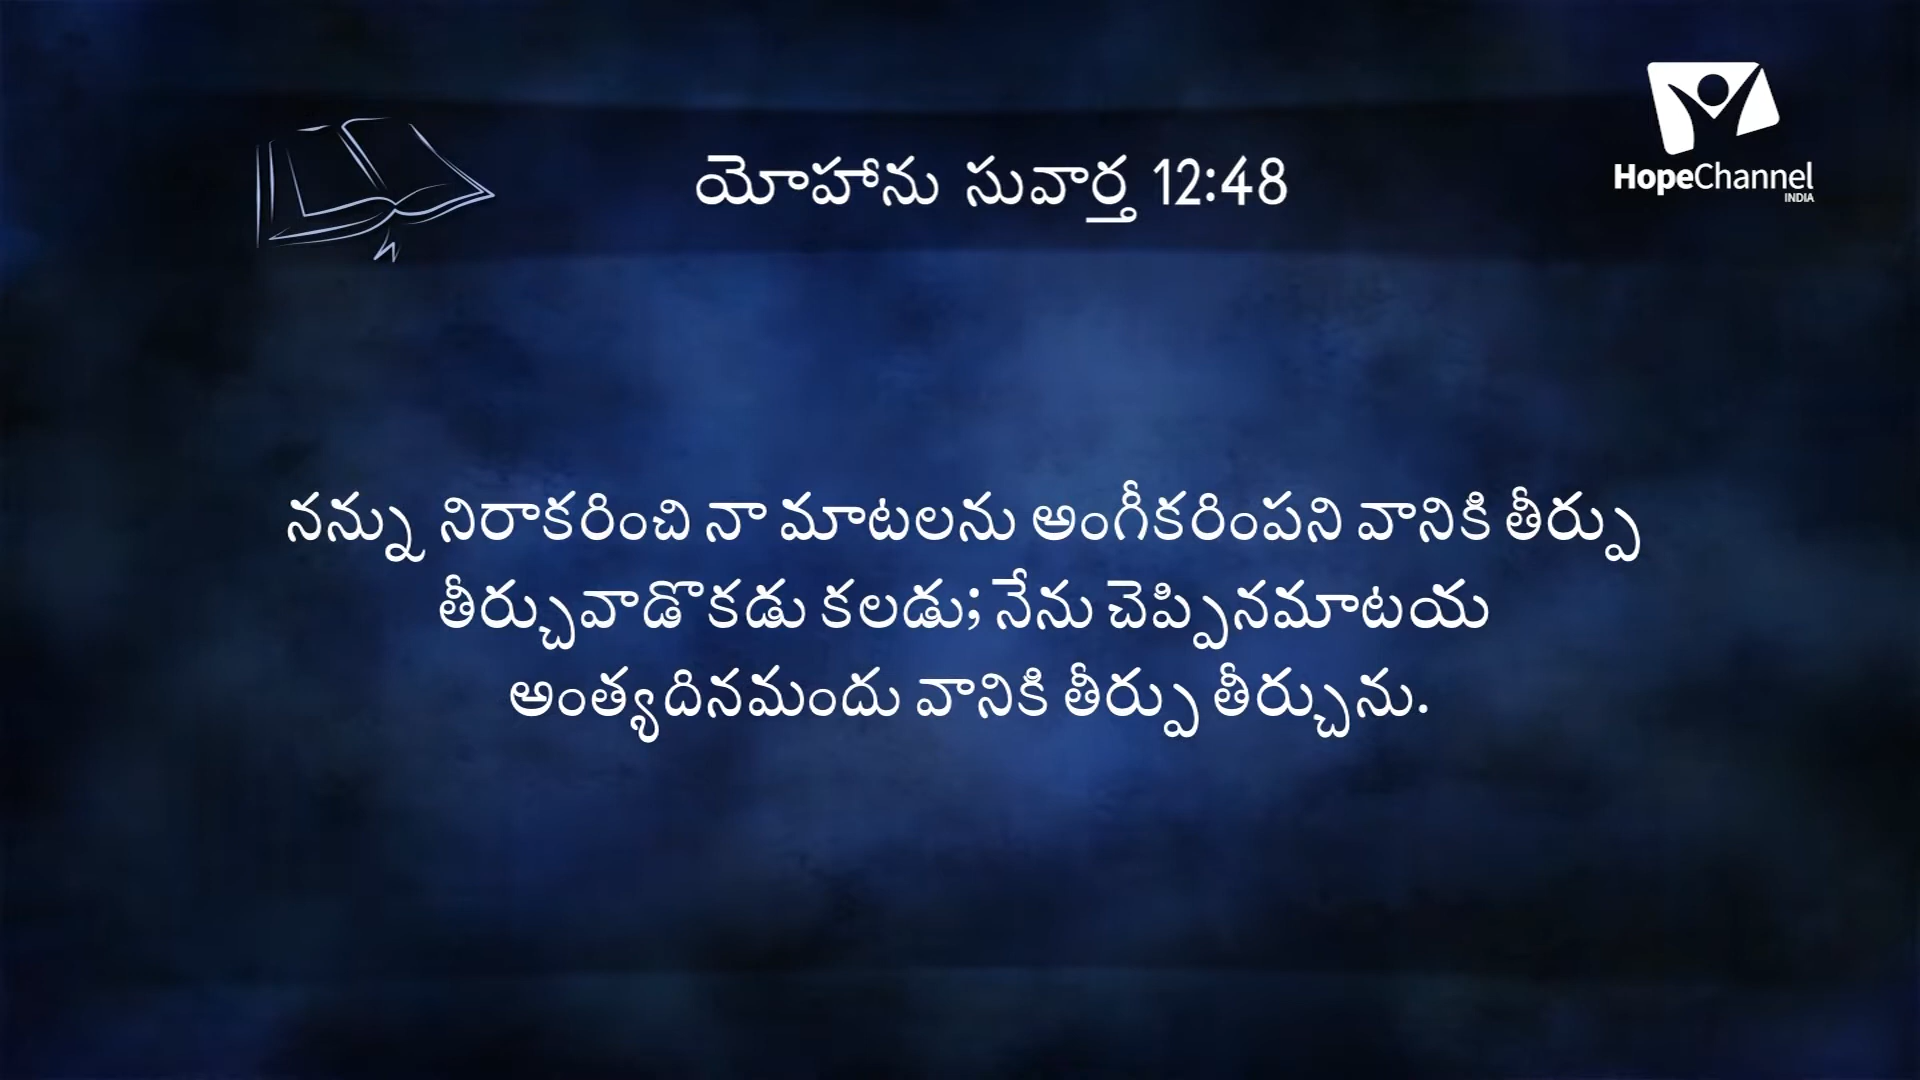 యోహాను సువార్త 12:48
HopeChannel
INDIA
నన్ను నిరాకరించి నా మాటలను అంగీకరింపని వానికి తీర్పు
తీర్చువాడొకడు కలడు; నేను చెప్పినమాటయ
అంత్యదినమందు వానికి తీర్పు తీర్చును.